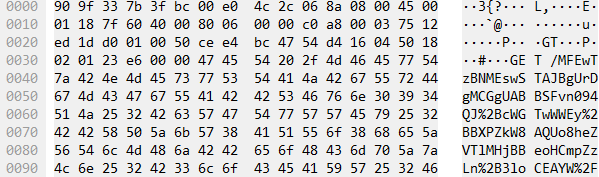 0000 90 9f 33 7b 3f bc 00 e0 4c 2c 06 8a 08 00 45 00 ··3{?··· L,····E·
0010 01 18 7f 60 40 00 80 06 00 00 c0 a8 00 03 75 12 ···`@··· ······u·
0020 ed 1d d0 01 00 50 ce e4 bc 47 54 d4 16 04 50 18 ·····P·· ·GT···P·
0030 02 01 23 e6 00 00 47 45 54 20 2f 4d 46 45 77 54 ··#···GE T /MFEwT
0040 7a 42 4e 4d 45 73 77 53 54 41 4a 42 67 55 72 44 zBNMEswS TAJBgUrD
0050 67 4d 43 47 67 55 41 42 42 53 46 76 6e 30 39 34 gMCGgUAB BSFvn094
0060 51 4a 25 32 42 63 57 47 54 77 57 57 45 79 25 32 QJ%2BcWG TwWWEy%2
0070 42 42 58 50 5a 6b 57 38 41 51 55 6f 38 68 65 5a BBXPZkW8 AQUo8heZ
0080 56 54 6c 4d 48 6a 42 42 65 6f 48 43 6d 70 5a 7a VTlMHjBB eoHCmpZz
0090 4c 6e 25 32 42 33 6c 6f 43 45 41 59 57 25 32 46 Ln%2B3lo CEAYW%2F